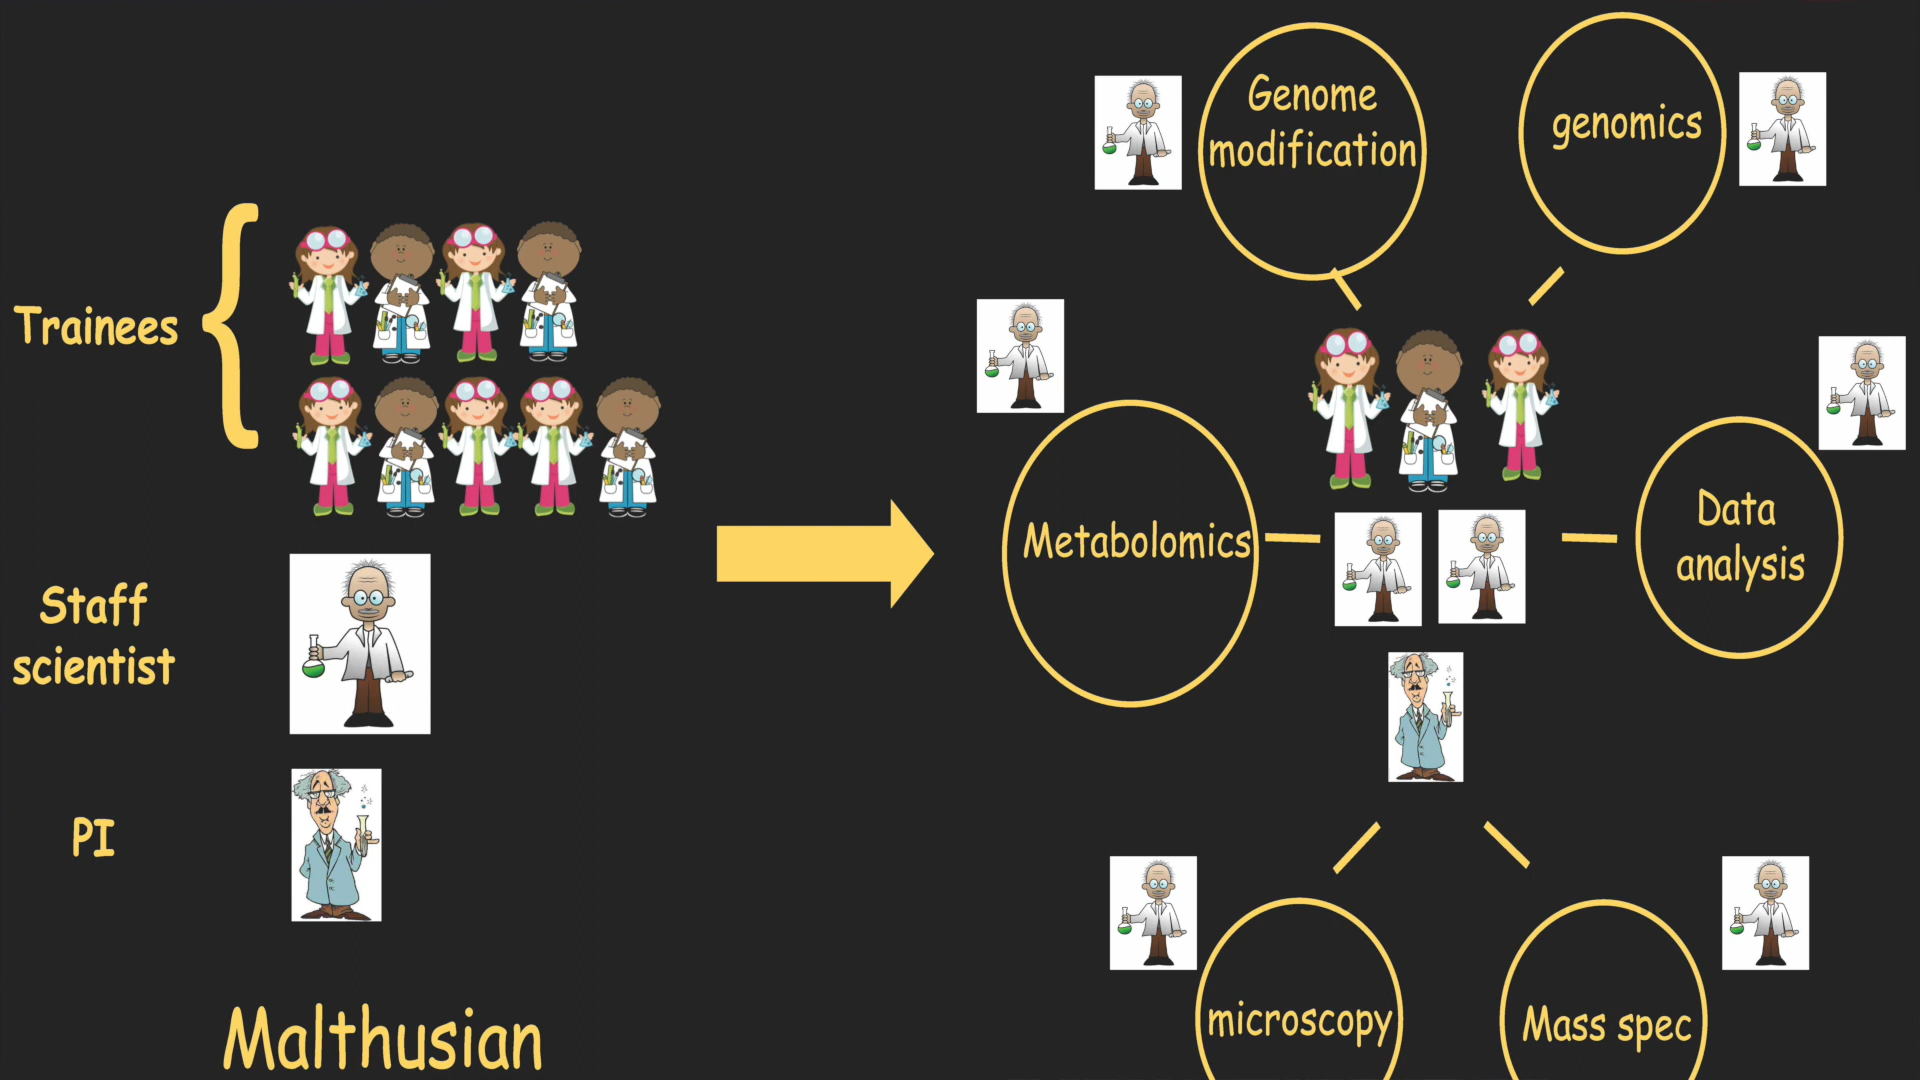 Trainees
Staff
scientist
PI
Malthusian
Genome
modification
genomics
Metabolomics
Data
analysis
microscopy
Mass spec